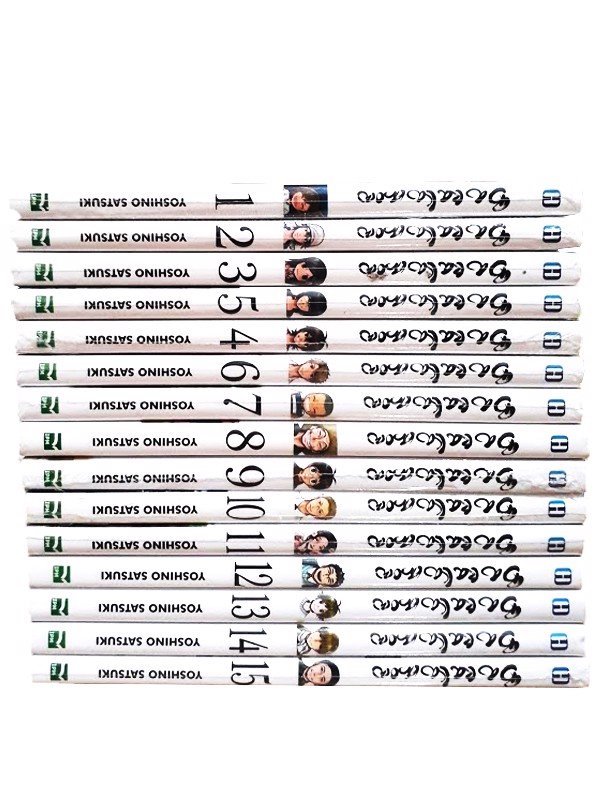 Barakamon 1 YOSHINO SATSUKI
Barakamon 2 YOSHINO SATSUKI
Barakamon 3 YOSHINO SATSUKI
Barakamon 5 YOSHINO SATSUKI
Barakamon 4 YOSHINO SATSUKI
Barakamon 6 YOSHINO SATSUKI
Barakamon 7 YOSHINO SATSUKI
Barakamon 8 YOSHINO SATSUKI
Barakamon 9 YOSHINO SATSUKI
Barakamon 10 YOSHINO SATSUKI
Barakamon 11 YOSHINO SATSUKI
Barakamon 12 YOSHINO SATSUKI
Barakamon 13 YOSHINO SATSUKI
Barakamon 14 YOSHINO SATSUKI
Barakamon 15 YOSHINO SATSUKI